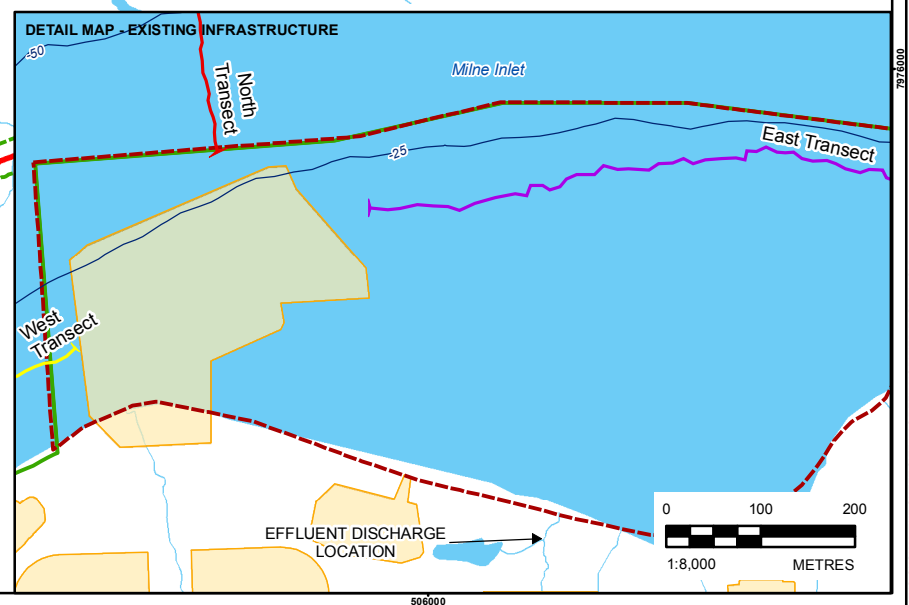 DETAIL MAP - EXISTING INFRASTRUCTURE
-50
Milne Inlet
North
Transect
7976000
-25
East Transect
West
Transect
EFFLUENT DISCHARGE
LOCATION
0 100 200
1:8,000 METRES
506000